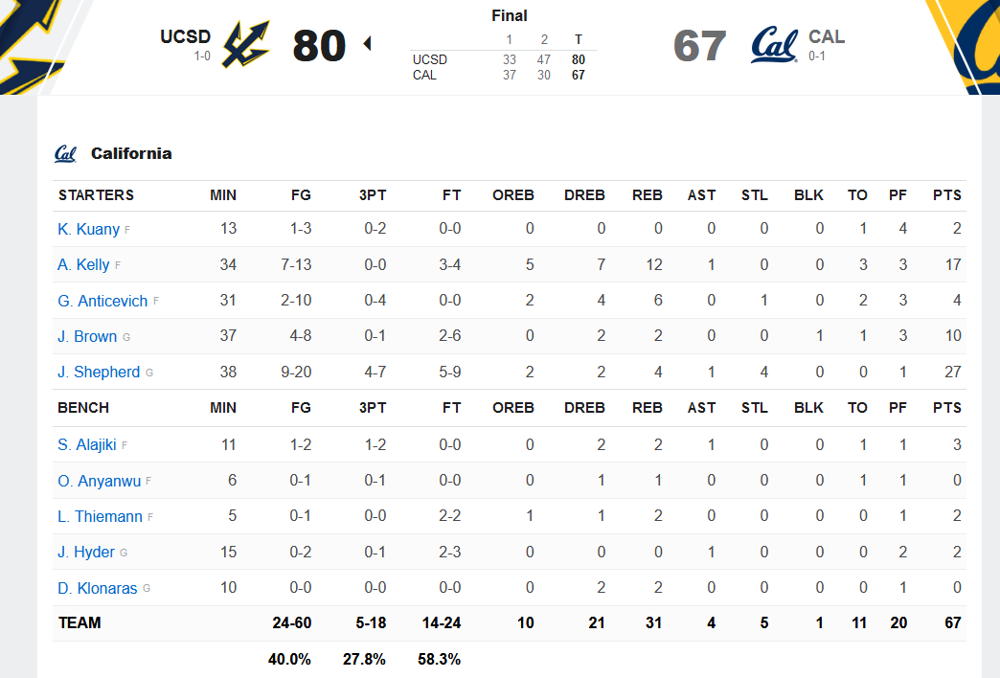 Final
UCSD 80 67 CAL
1-0 0-1
1 2 T
UCSD 33 47 80
CAL 37 30 67
Cal
Cal California
STARTERS MIN FG 3PT FT OREB DREB REB AST STL BLK TO PF PTS
K. Kuany F 13 1-3 0-2 0-0 0 0 0 0 0 0 1 4 2
A. Kelly F 34 7-13 0-0 3-4 5 7 12 1 0 0 3 3 17
G. Anticevich F 31 2-10 0-4 0-0 2 4 6 0 1 0 2 3 4
J. Brown G 37 4-8 0-1 2-6 0 2 2 0 0 1 1 3 10
J. Shepherd G 38 9-20 4-7 5-9 2 2 4 1 4 0 0 1 27
BENCH MIN FG 3PT FT OREB DREB REB AST STL BLK TO PF PTS
S. Alajiki F 11 1-2 1-2 0-0 0 2 2 1 0 0 1 1 3
O. Anyanwu F 6 0-1 0-1 0-0 0 1 1 0 0 0 1 1 0
L. Thiemann F 5 0-1 0-0 2-2 1 1 2 0 0 0 0 1 2
J. Hyder G 15 0-2 0-1 2-3 0 0 0 1 0 0 0 2 2
D. Klonaras G 10 0-0 0-0 0-0 0 2 2 0 0 0 0 1 0
TEAM 24-60 5-18 14-24 10 21 31 4 5 1 11 20 67
40.0% 27.8% 58.3%